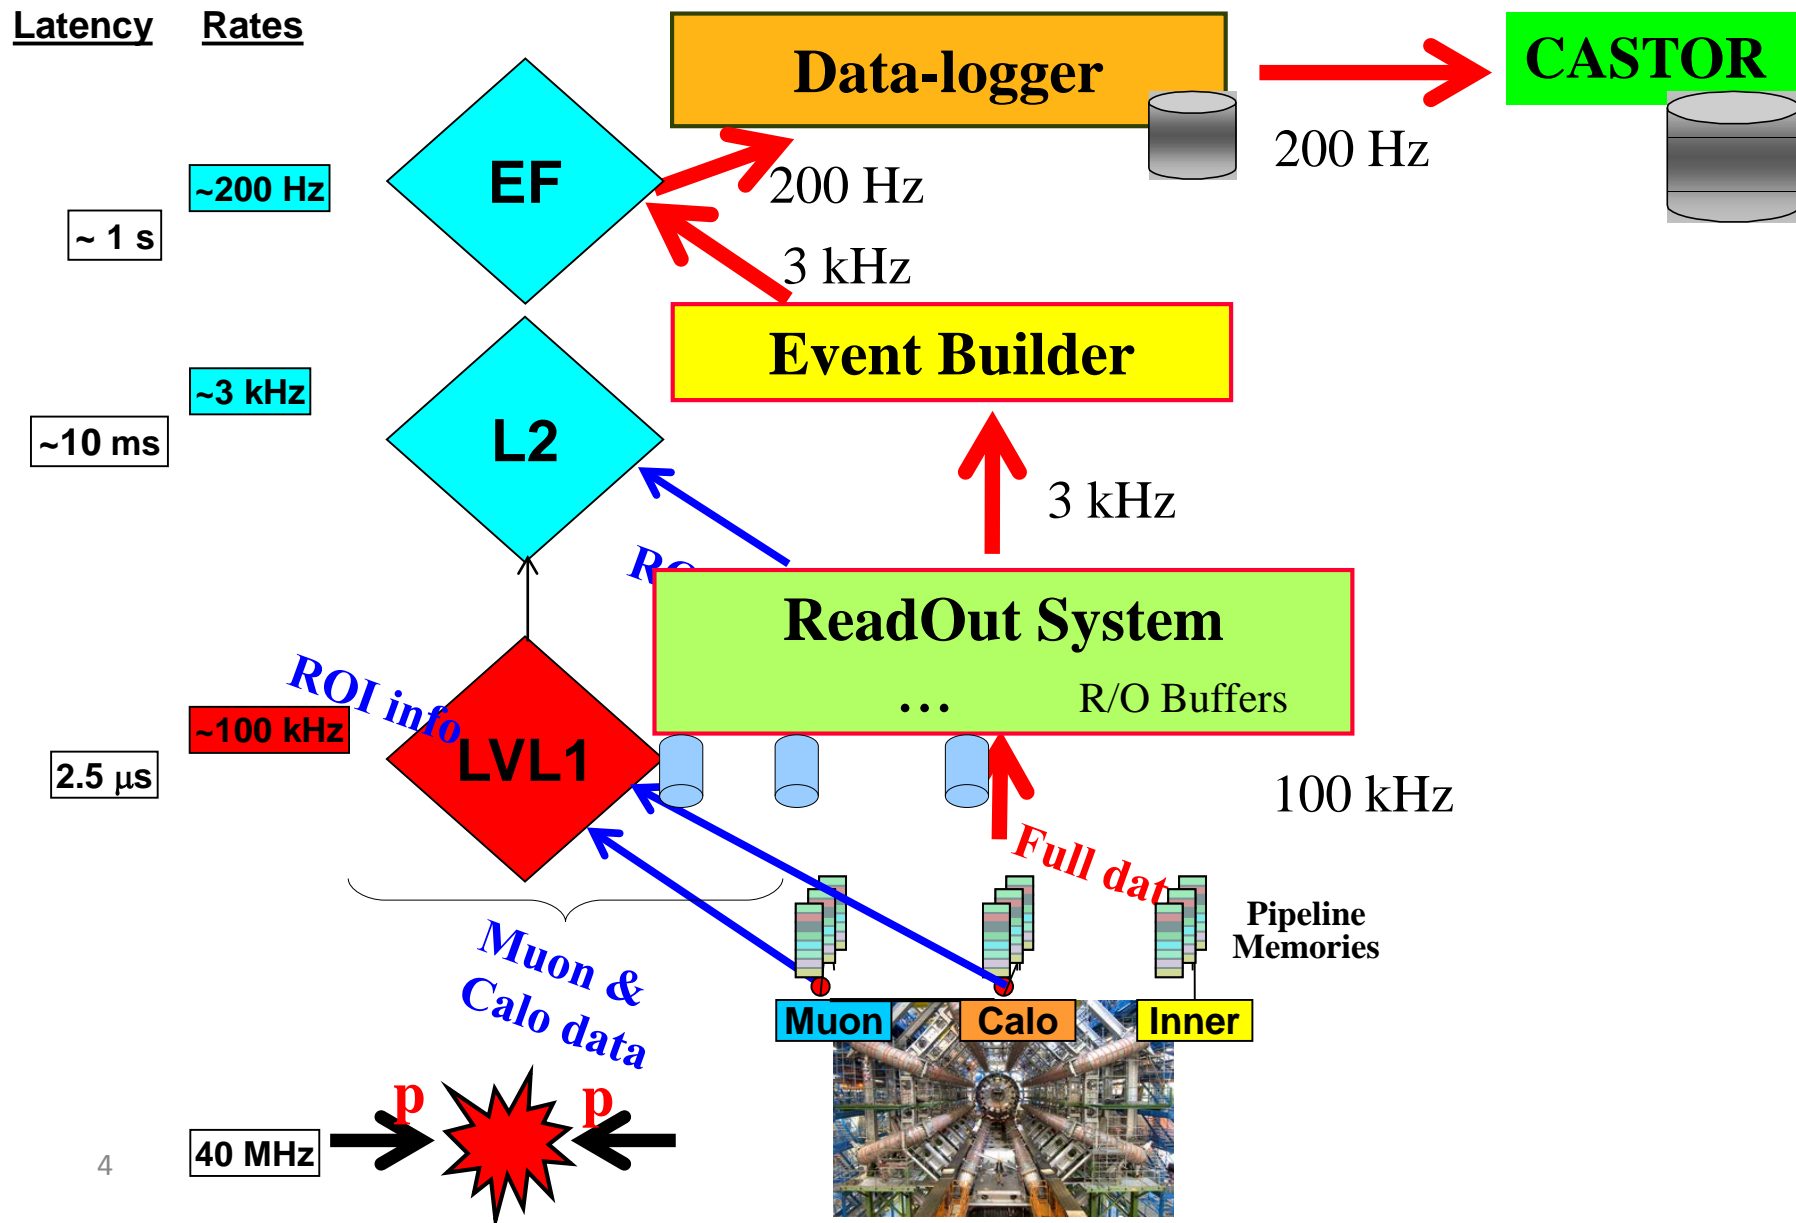 Latency Rates
Data-logger
CASTOR
200 Hz
~200 Hz
EF
200 Hz
~ 1 s
3 kHz
Event Builder
~3 kHz
~10 ms
L2
3 kHz
ReadOut System
ROI info
... R/O Buffers
~100 kHz
LVL1
2.5 µs
100 kHz
Full
Pipeline
Memories
Muon &
Calo data
Muon Calo Inner
p p
40 MHz
4